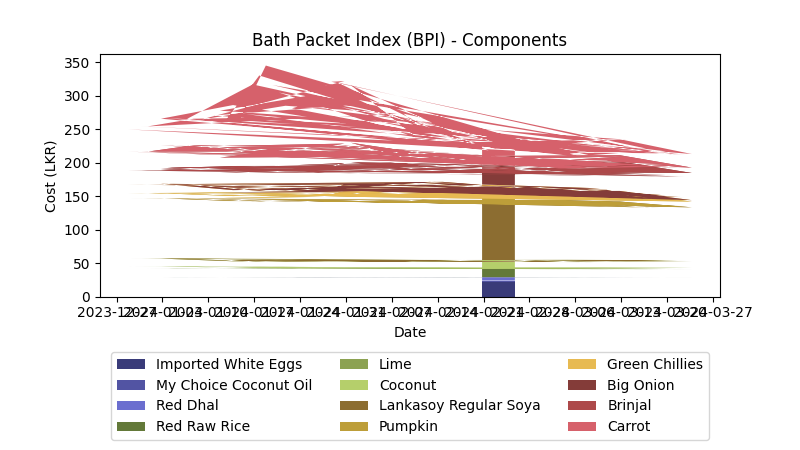 Bath Packet Index (BPI) - Components
350
300
250
200
150
100
50
0
Cost (LKR)
2023-12-27 2024-01-03 2024-01-10 2024-01-17 2024-01-24 2024-01-31 2024-02-07 2024-02-14 2024-02-21 2024-02-28 2024-03-06 2024-03-13 2024-03-20 2024-03-27
Date
Imported White Eggs
My Choice Coconut Oil
Red Dhal
Red Raw Rice
Lime
Coconut
Lankasoy Regular Soya
Pumpkin
Green Chillies
Big Onion
Brinjal
Carrot